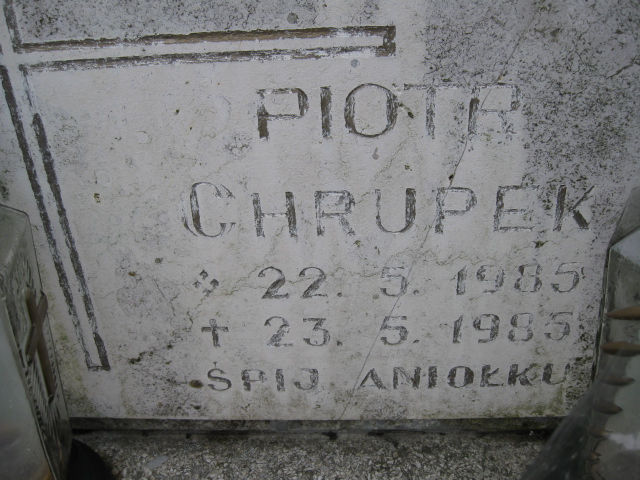 PIOTR
CHRUPEK
22. 5. 1985
✝ 23. 5. 1985
ŚPIJ ANIOŁKU